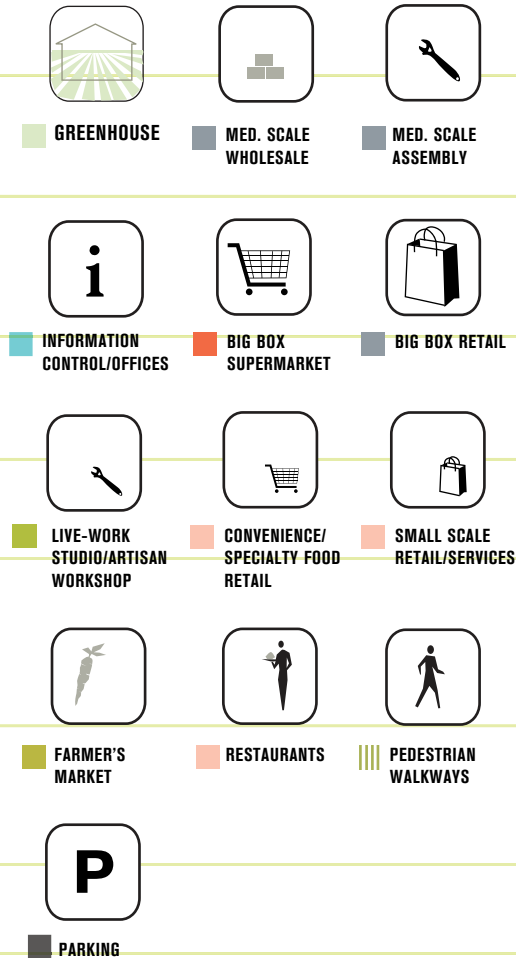 GREENHOUSE
MED. SCALE
WHOLESALE
MED. SCALE
ASSEMBLY
i
INFORMATION
CONTROL/OFFICES
BIG BOX
SUPERMARKET
BIG BOX RETAIL
LIVE-WORK
STUDIO/ARTISAN
WORKSHOP
CONVENIENCE/
SPECIALTY FOOD
RETAIL
SMALL SCALE
RETAIL/SERVICES
FARMER'S
MARKET
RESTAURANTS
PEDESTRIAN
WALKWAYS
P
PARKING